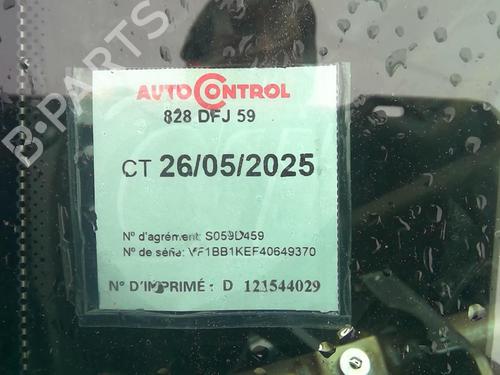 B-PARTS
AUTOCONTROL
828 DFJ 59
CT 26/05/2025
N° d'agrément: S059D459
N° de série: VF1BB1KEF40649370
N° D'IMPRIMÉ : D 121544029